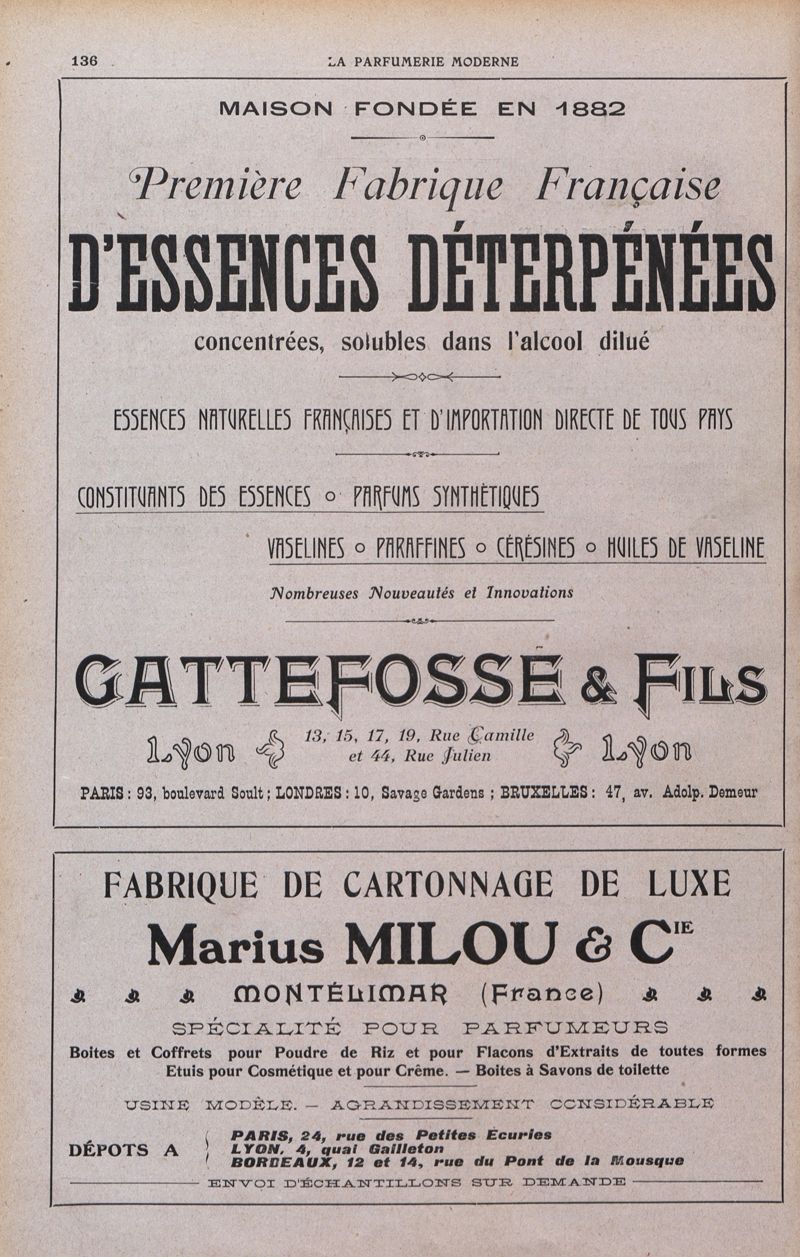 136
LA PARFUMERIE MODERNE
MAISON FONDÉE EN 1882
Première Fabrique Française
D'ESSENCES DÉTERPÉNÉES
concentrées, solubles dans l'alcool dilué
ESSENCES NATURELLES FRANÇAISES ET D'IMPORTATION DIRECTE DE TOUS PAYS
CONSTITUANTS DES ESSENCES o PARFUMS SYNTHÈTIQUES
VASELINES o PARAFFINES o CÉRÉSINES o HUILES DE VASELINE
Nombreuses Nouveautés et Innovations
GATTEFOSSÉ & FILS
Lyon 13, 15, 17, 19, Rue Camille Lyon
et 44, Rue Julien
PARIS : 93, boulevard Soult ; LONDRES : 10, Savage Gardens ; BRUXELLES : 47, av. Adolp. Demeur
FABRIQUE DE CARTONNAGE DE LUXE
Marius MILOU & CIE
MONTÉLIMAR (France)
SPÉCIALITÉ POUR PARFUMEURS
Boites et Coffrets pour Poudre de Riz et pour Flacons d'Extraits de toutes formes
Etuis pour Cosmétique et pour Crême. — Boites à Savons de toilette
USINE MODÈLE. — AGRANDISSEMENT CONSIDÉRABLE
DÉPOTS A
PARIS, 24, rue des Petites Ecuries
LYON, 4, quai Gailleton
BORDEAUX, 12 et 14, rue du Pont de la Mousque
ENVOI D'ÉCHANTILLONS SUR DEMANDE